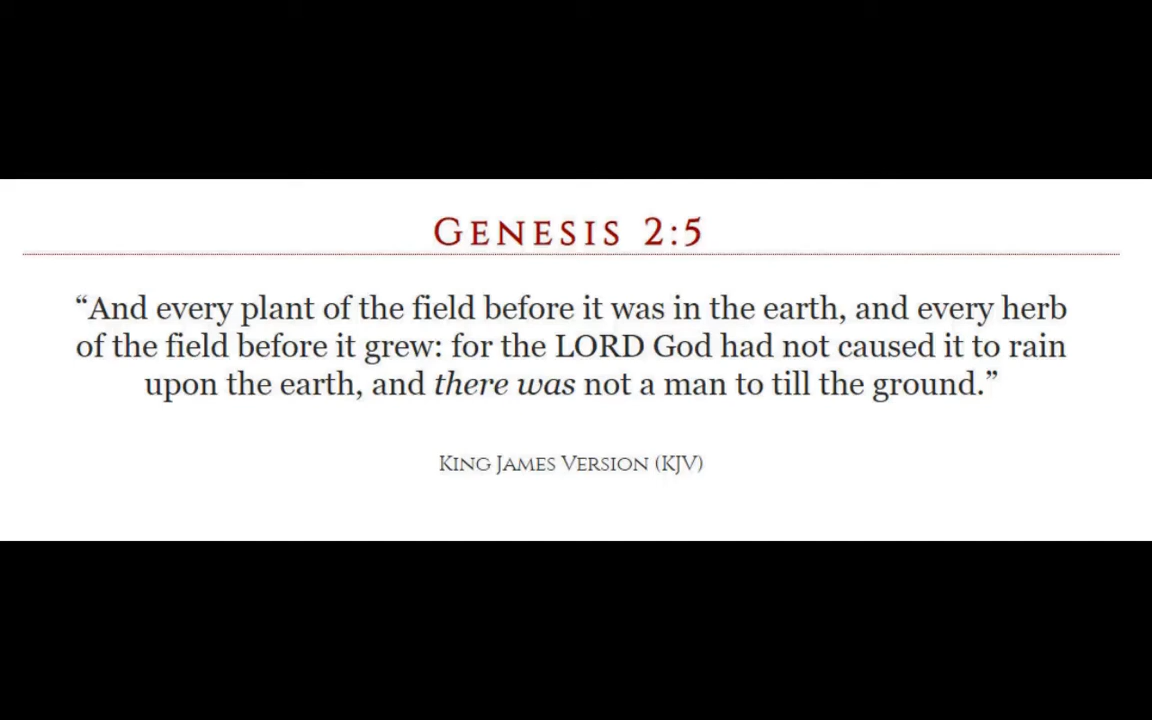 Genesis 2:5
“And every plant of the field before it was in the earth, and every herb
of the field before it grew: for the LORD God had not caused it to rain
upon the earth, and there was not a man to till the ground.”
King James Version (KJV)